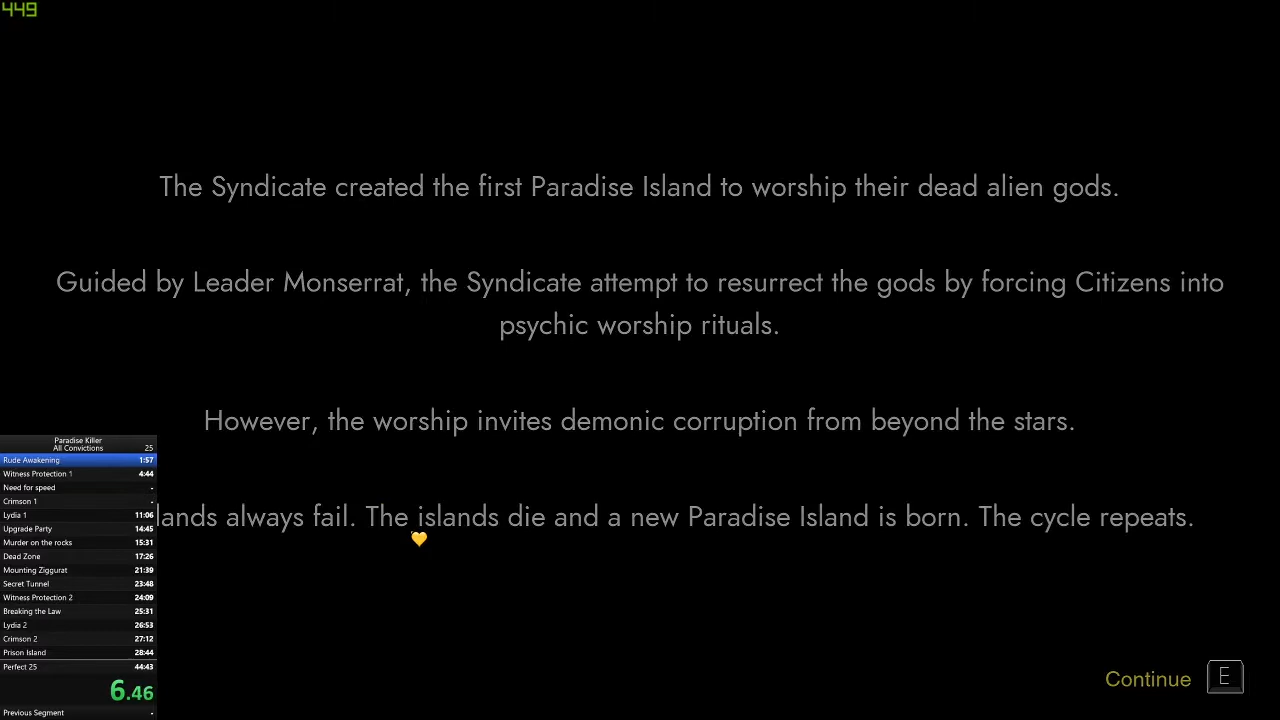 449
The Syndicate created the first Paradise Island to worship their dead alien gods.
Guided by Leader Monserrat, the Syndicate attempt to resurrect the gods by forcing Citizens into
psychic worship rituals.
However, the worship invites demonic corruption from beyond the stars.
lands always fail. The islands die and a new Paradise Island is born. The cycle repeats.
Continue E
Paradise Killer
All Convictions 25
Rude Awakening 1:57
Witness Protection 1 4:44
Need for speed -
Crimson 1 -
Lydia 1 11:06
Upgrade Party 14:45
Murder on the rocks 15:31
Dead Zone 17:26
Mounting Ziggurat 21:39
Secret Tunnel 23:48
Witness Protection 2 24:09
Breaking the Law 25:31
Lydia 2 26:53
Crimson 2 27:12
Prison Island 28:44
Perfect 25 44:43
6.46
Previous Segment -